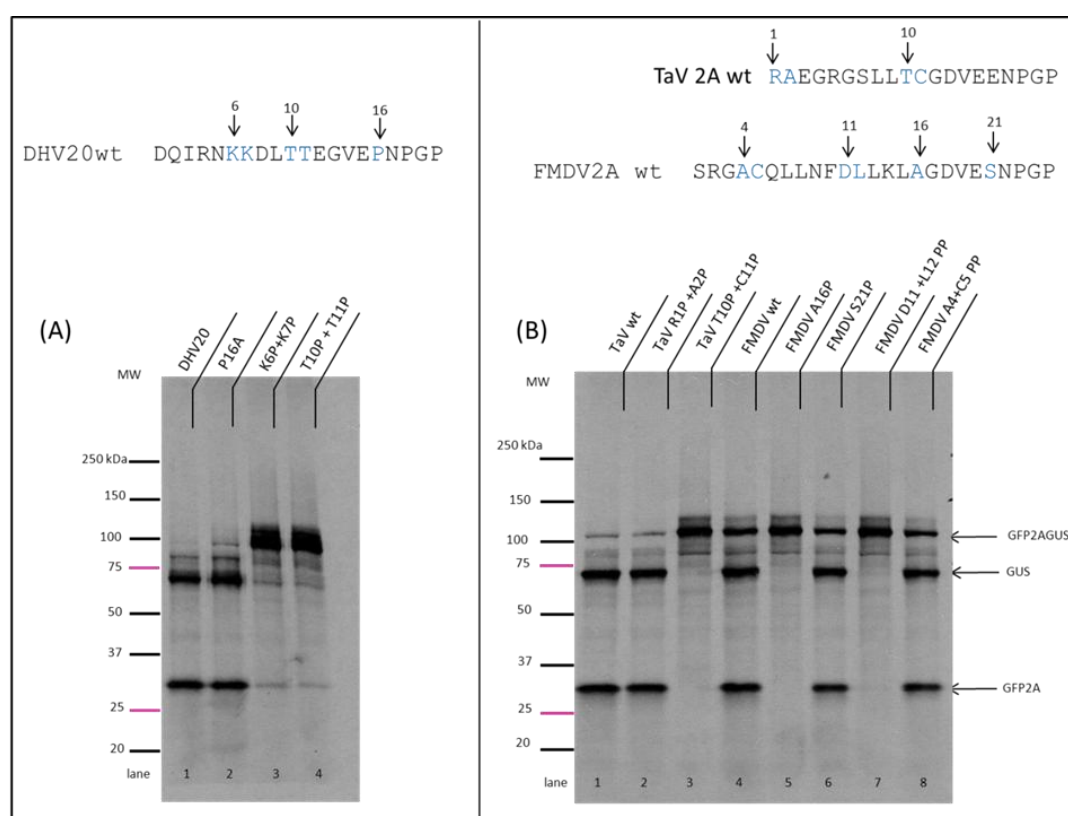 6 10 16
DHV20wt DQIRNKKDLTTEGVEPNPGP
(A)
DHV20
P16A
K6P+K7P
T10P + T11P
MW
250 kDa
150
100
75
50
37
25
20
lane 1 2 3 4
1 10
TaV 2A wt RAEGRGSLLTCGDVEENPGP
4 11 16 21
FMDV2A wt SRGACQLLNFDLLKLAGDVESNPGP
(B)
TaV wt
TaV R1P +A2P
TaV T10P +C11P
FMDV wt
FMDV A16P
FMDV S21P
FMDV D11 +L12 PP
FMDV A4+C5 PP
MW
250 kDa
150
100
75
50
37
25
20
GFP2AGUS
GUS
GFP2A
lane 1 2 3 4 5 6 7 8